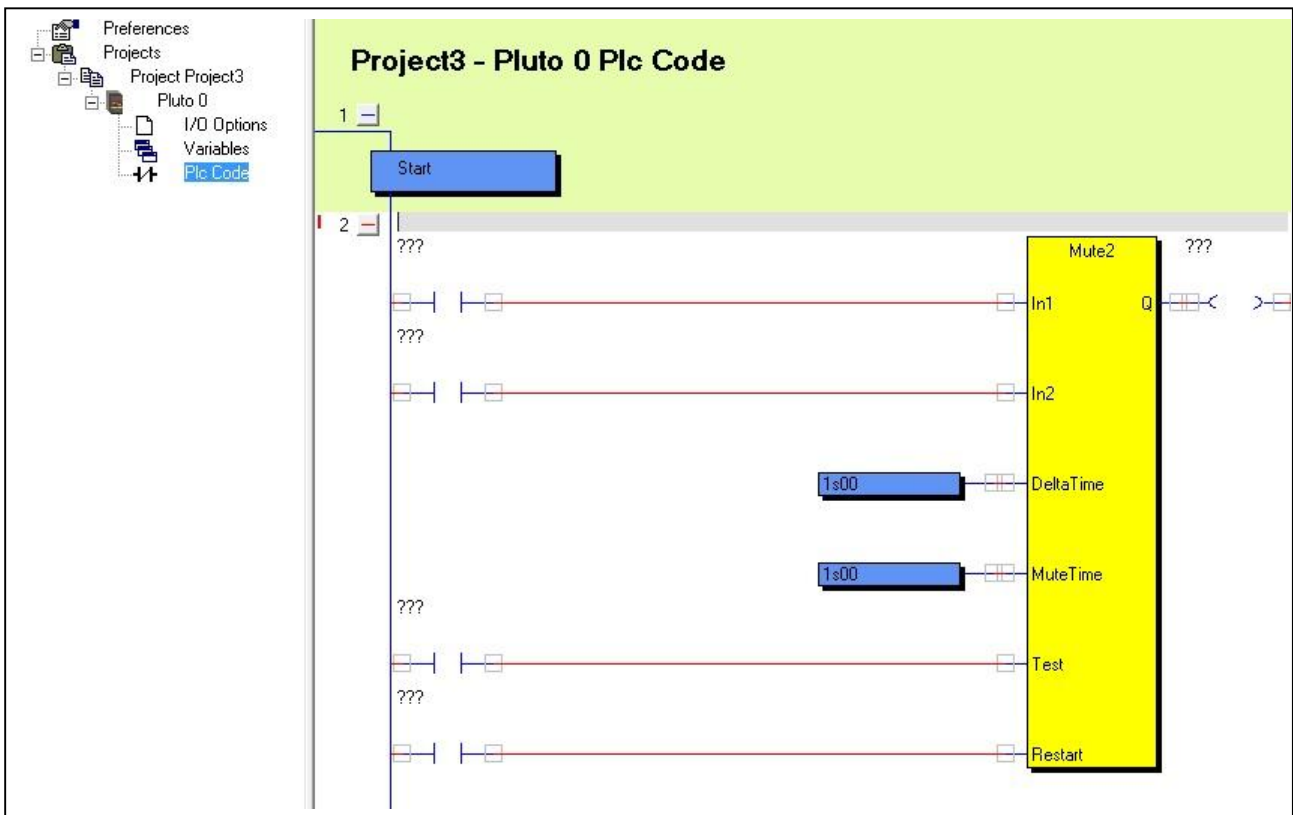 Preferences
Projects
Project Project3
Pluto 0
I/O Options
Variables
Plc Code
Project3 - Pluto 0 Plc Code
1
Start
2
???
Mute2
???
In1
Q
???
In2
1s00
DeltaTime
1s00
MuteTime
???
Test
???
Restart